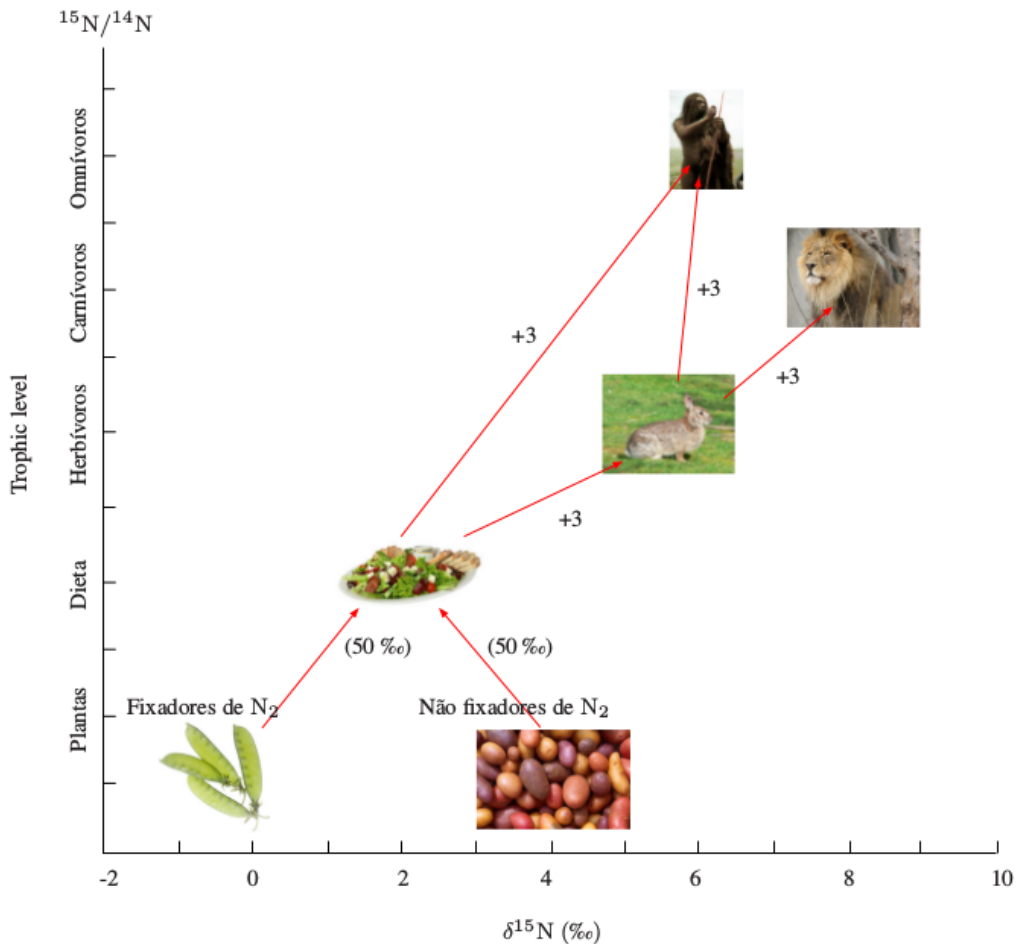 ¹⁵N/¹⁴N
Trophic level
Omnívoros
Carnívoros
Herbívoros
Dieta
Plantas
+3
+3
+3
+3
(50 ‰)
(50 ‰)
Fixadores de N₂
Não fixadores de N₂
-2 0 2 4 6 8 10
δ¹⁵N (‰)